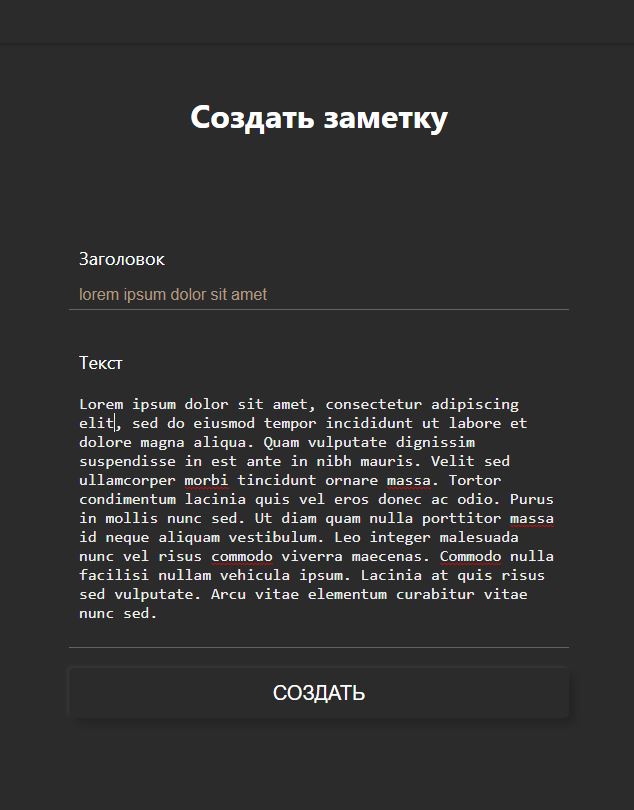 Создать заметку
Заголовок
lorem ipsum dolor sit amet
Текст
Lorem ipsum dolor sit amet, consectetur adipiscing
elit, sed do eiusmod tempor incididunt ut labore et
dolore magna aliqua. Quam vulputate dignissim
suspendisse in est ante in nibh mauris. Velit sed
ullamcorper morbi tincidunt ornare massa. Tortor
condimentum lacinia quis vel eros donec ac odio. Purus
in mollis nunc sed. Ut diam quam nulla porttitor massa
id neque aliquam vestibulum. Leo integer malesuada
nunc vel risus commodo viverra maecenas. Commodo nulla
facilisi nullam vehicula ipsum. Lacinia at quis risus
sed vulputate. Arcu vitae elementum curabitur vitae
nunc sed.
СОЗДАТЬ